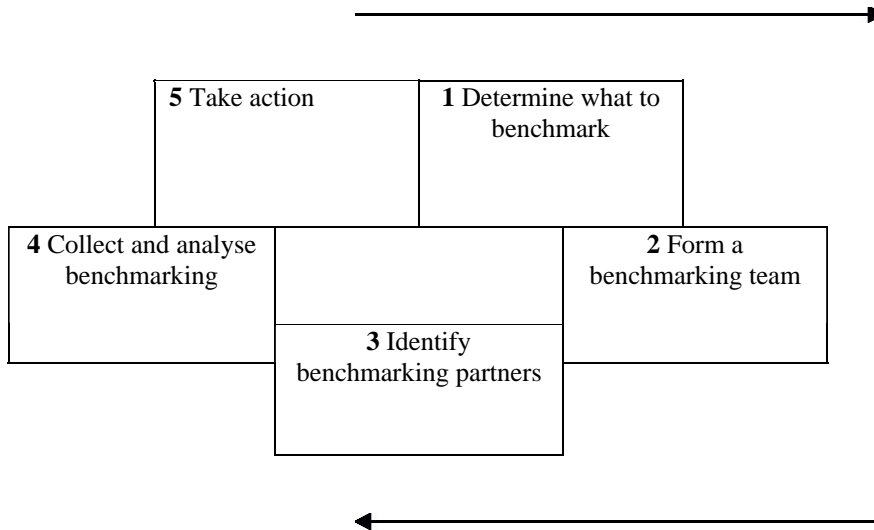 5 Take action
1 Determine what to
benchmark
4 Collect and analyse
benchmarking
2 Form a
benchmarking team
3 Identify
benchmarking partners